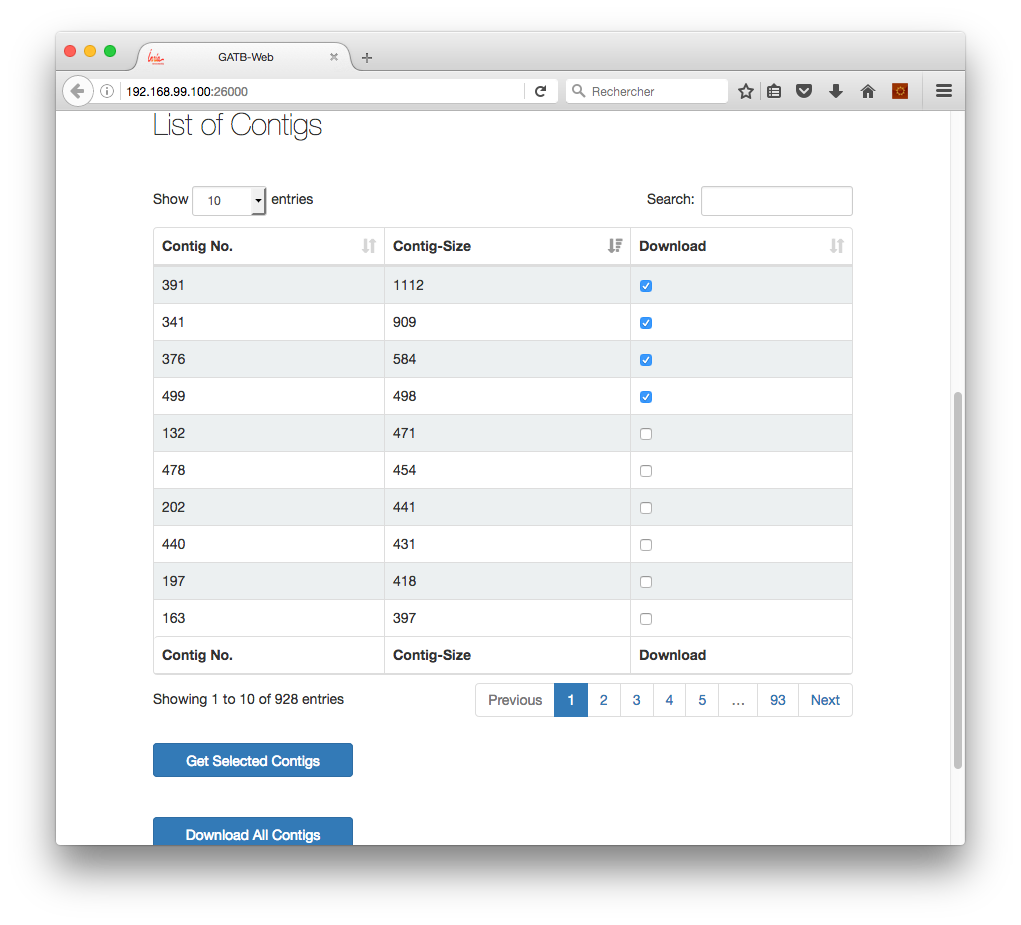 GATB-Web
192.168.99.100:26000
Rechercher
List of Contigs
Show 10 entries
Search:
Contig No. Contig-Size Download
391 1112
341 909
376 584
499 498
132 471
478 454
202 441
440 431
197 418
163 397
Contig No. Contig-Size Download
Showing 1 to 10 of 928 entries
Previous 1 2 3 4 5 … 93 Next
Get Selected Contigs
Download All Contigs